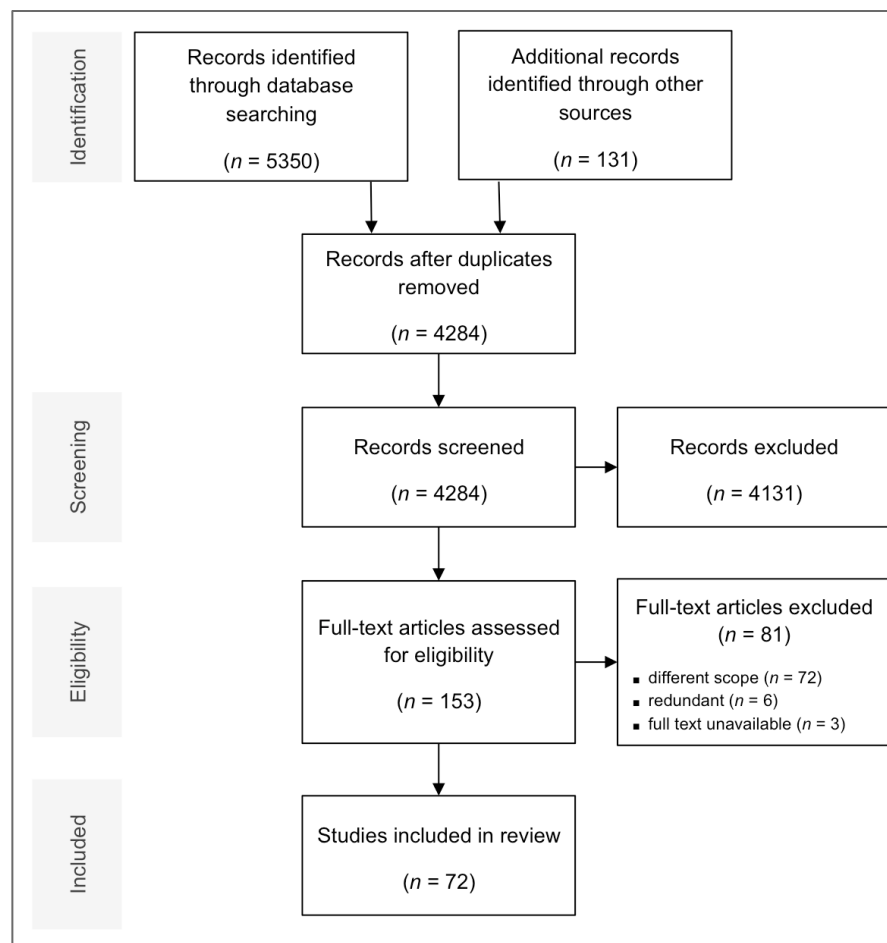 Identification
Records identified
through database
searching
(n = 5350)
Additional records
identified through other
sources
(n = 131)
Records after duplicates
removed
(n = 4284)
Screening
Records screened
(n = 4284)
Records excluded
(n = 4131)
Eligibility
Full-text articles assessed
for eligibility
(n = 153)
Full-text articles excluded
(n = 81)
▪ different scope (n = 72)
▪ redundant (n = 6)
▪ full text unavailable (n = 3)
Included
Studies included in review
(n = 72)